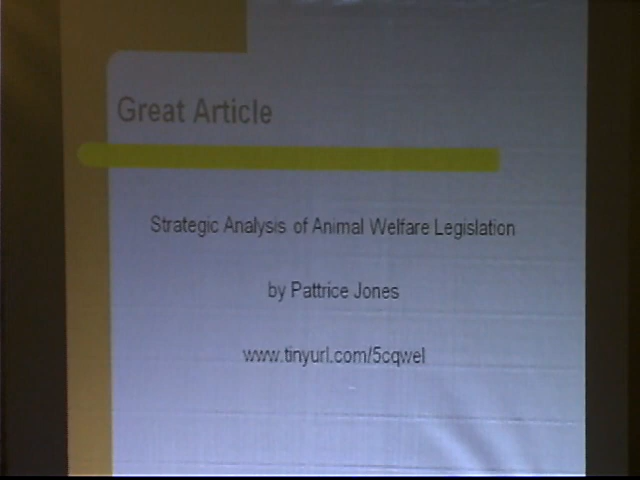 Great Article
Strategic Analysis of Animal Welfare Legislation
by Pattrice Jones
www.tinyurl.com/5cqwel